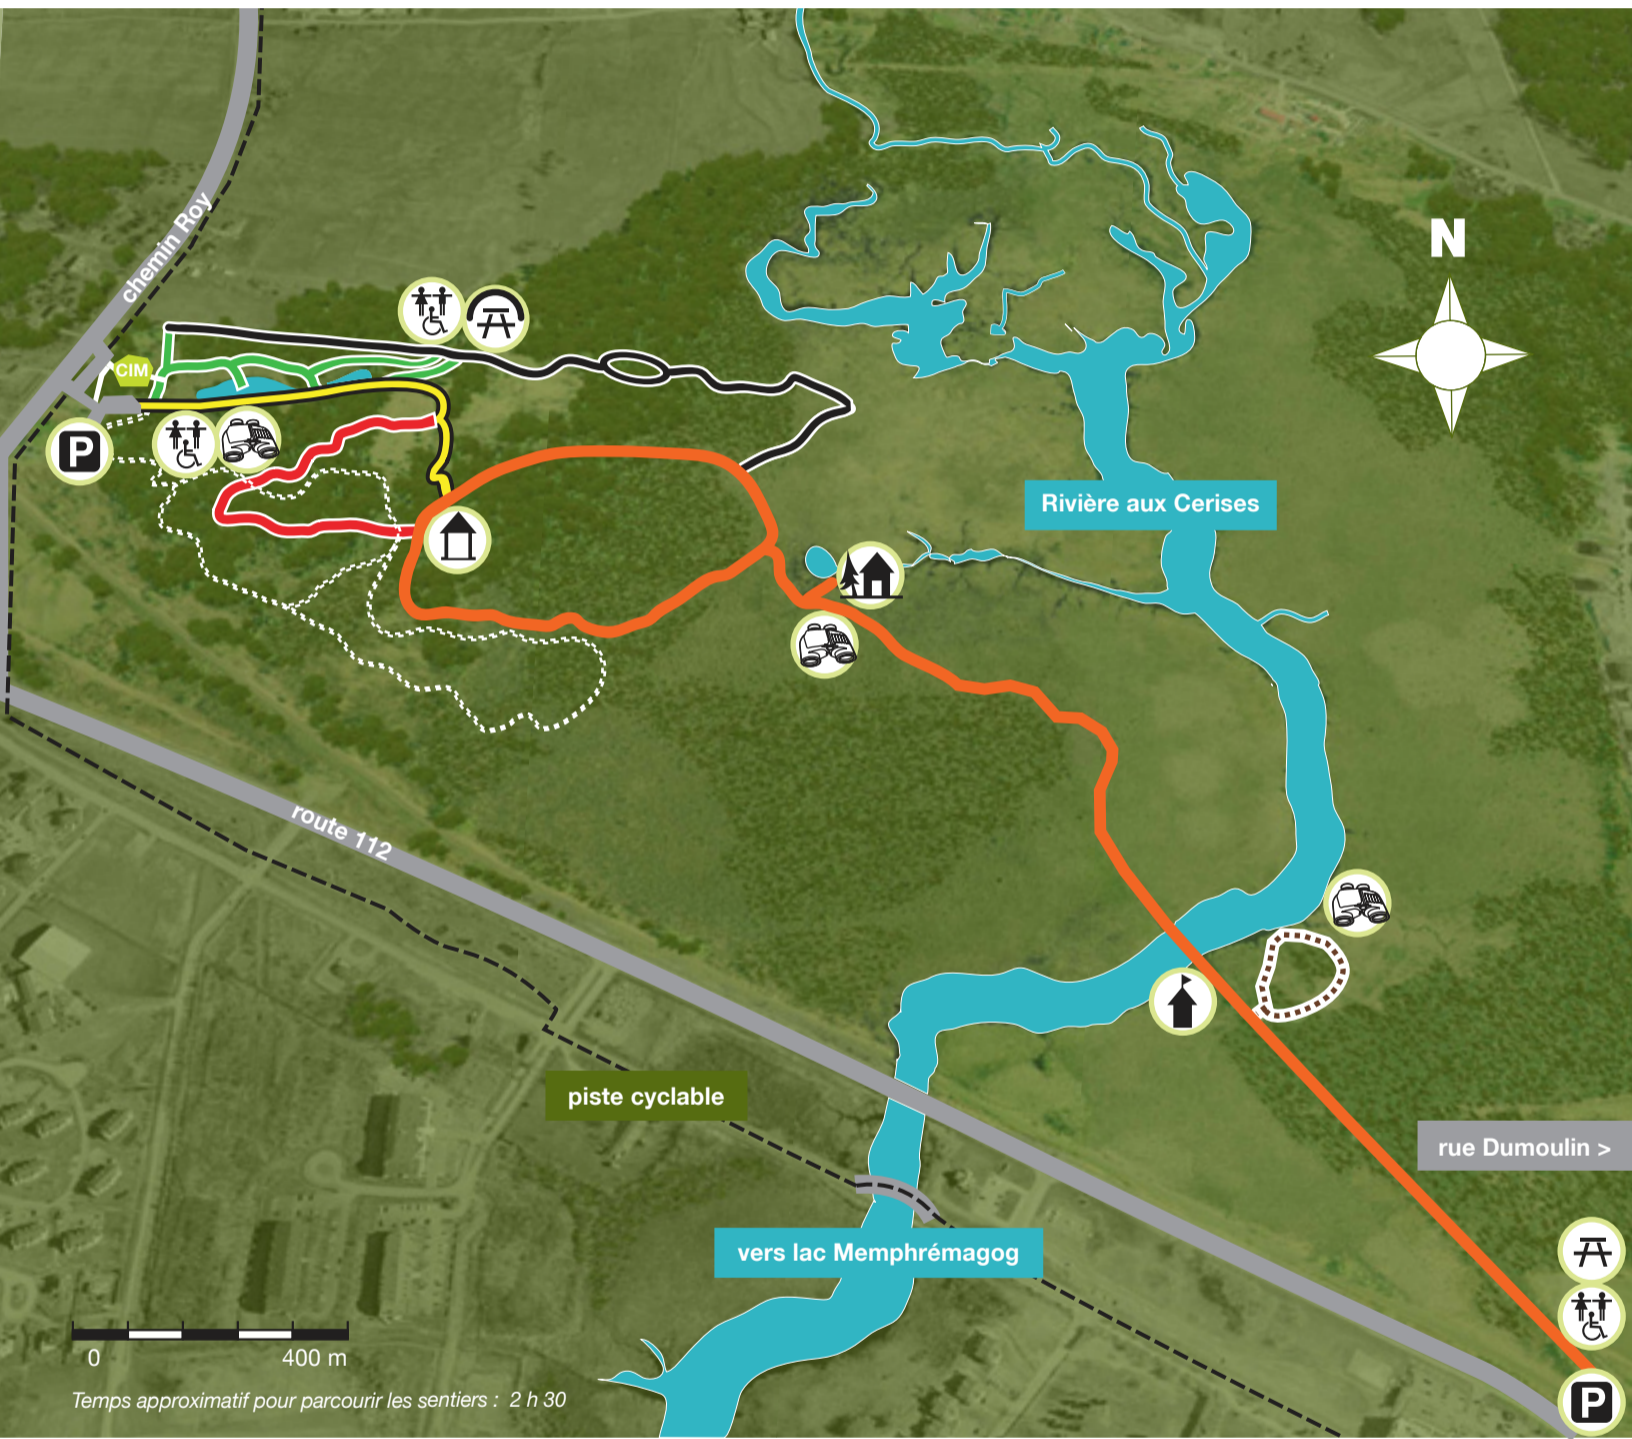 N
chemin Roy
CIM
P
Rivière aux Cerises
route 112
piste cyclable
rue Dumoulin >
vers lac Memphrémagog
0 400 m
Temps approximatif pour parcourir les sentiers : 2 h 30
P